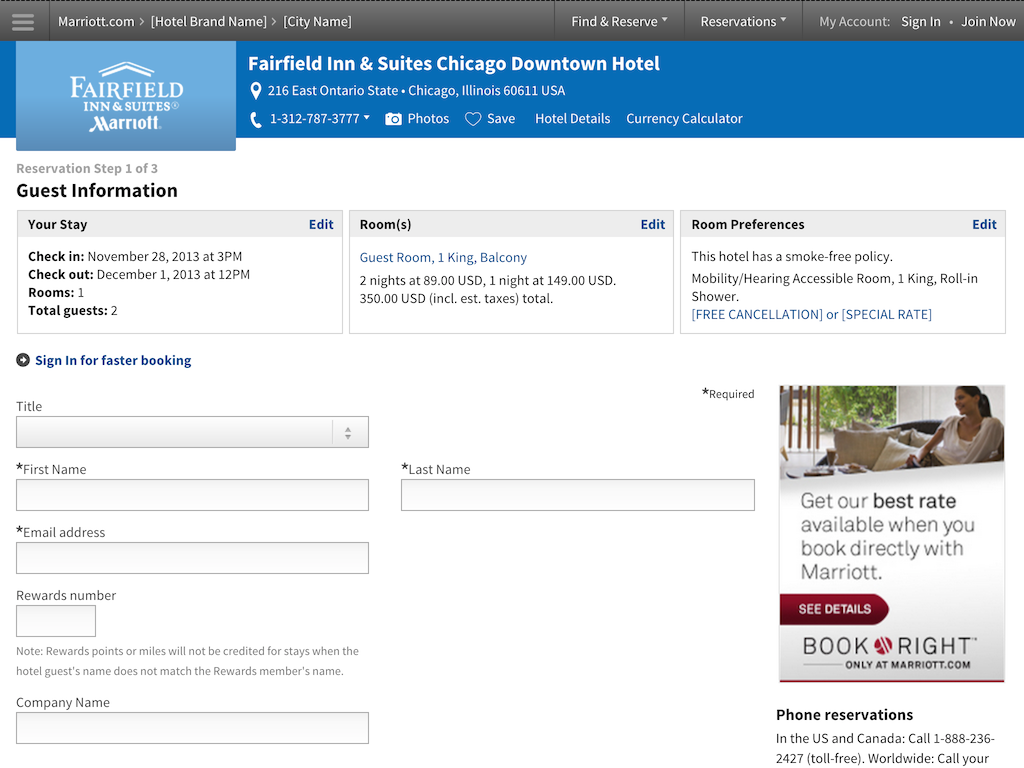 Marriott.com > [Hotel Brand Name] > [City Name]
Find & Reserve
Reservations
My Account: Sign In • Join Now
FAIRFIELD
INN & SUITES®
Marriott.
Fairfield Inn & Suites Chicago Downtown Hotel
216 East Ontario State • Chicago, Illinois 60611 USA
1-312-787-3777
Photos
Save
Hotel Details
Currency Calculator
Reservation Step 1 of 3
Guest Information
Your Stay
Edit
Check in: November 28, 2013 at 3PM
Check out: December 1, 2013 at 12PM
Rooms: 1
Total guests: 2
Room(s)
Edit
Guest Room, 1 King, Balcony
2 nights at 89.00 USD, 1 night at 149.00 USD.
350.00 USD (incl. est. taxes) total.
Room Preferences
Edit
This hotel has a smoke-free policy.
Mobility/Hearing Accessible Room, 1 King, Roll-in
Shower.
[FREE CANCELLATION] or [SPECIAL RATE]
Sign In for faster booking
*Required
Title
*First Name
*Last Name
*Email address
Rewards number
Note: Rewards points or miles will not be credited for stays when the
hotel guest's name does not match the Rewards member's name.
Company Name
Get our best rate
available when you
book directly with
Marriott.
SEE DETAILS
BOOK RIGHT™
ONLY AT MARRIOTT.COM
Phone reservations
In the US and Canada: Call 1-888-236-
2427 (toll-free). Worldwide: Call your